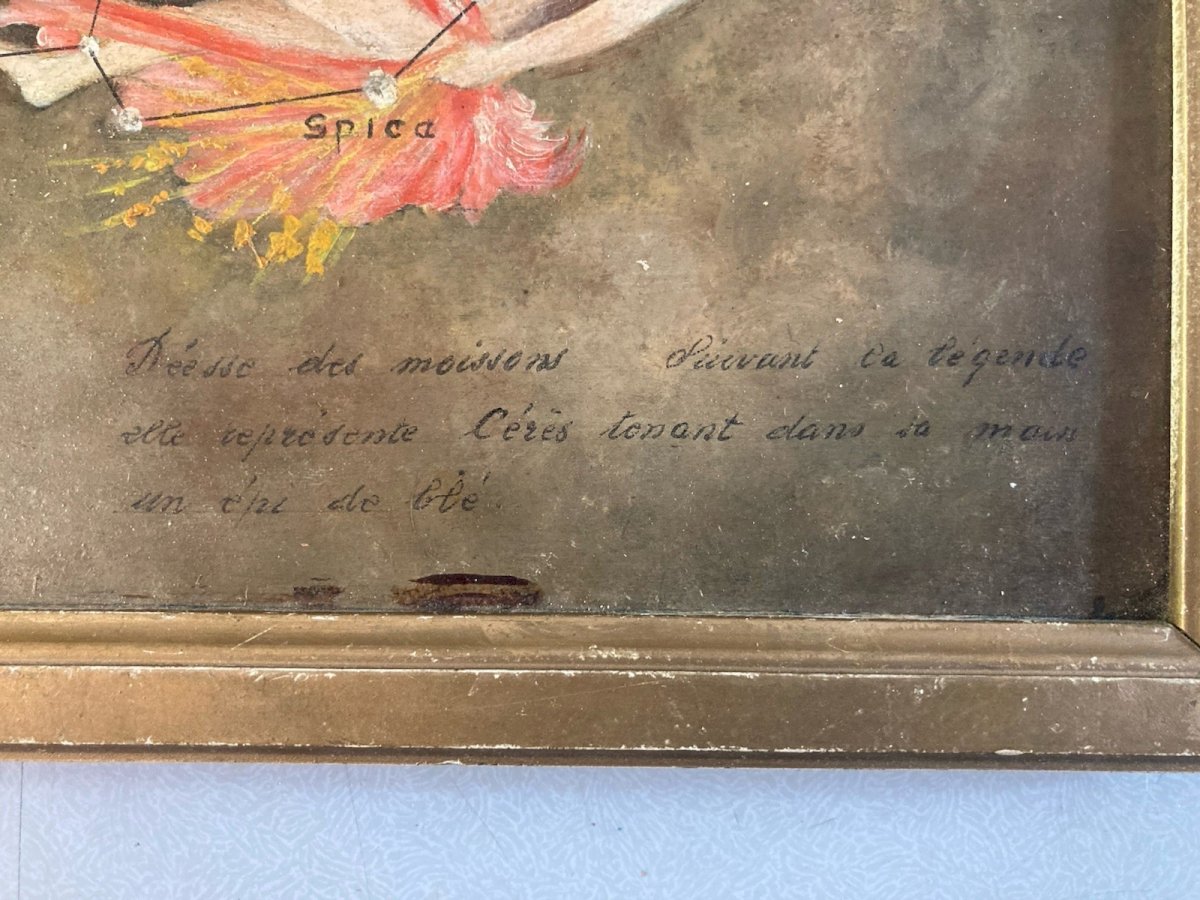 Spica
Déesse des moissons Suivant la légende
elle représente Cérès tenant dans sa main
un épi de blé.